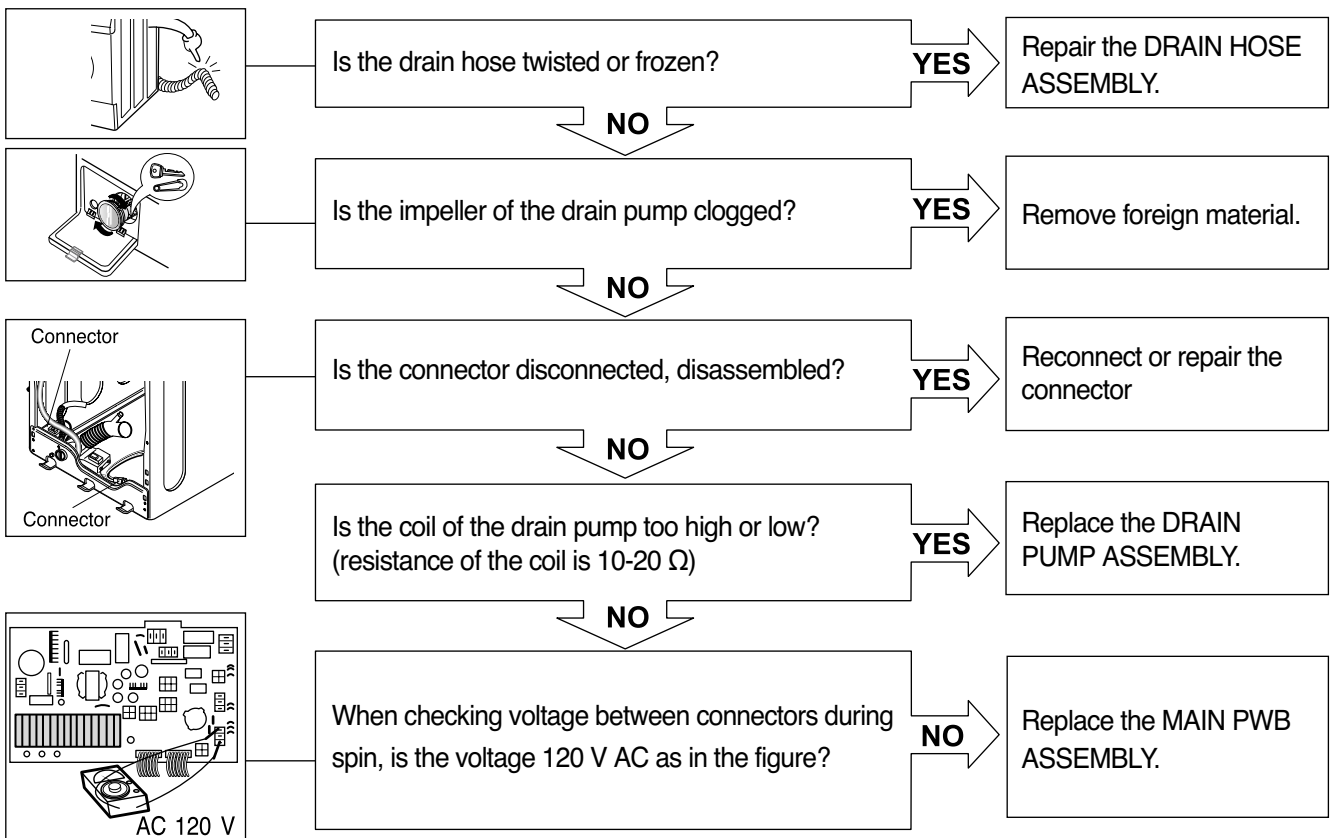 Is the drain hose twisted or frozen?
YES
Repair the DRAIN HOSE
ASSEMBLY.
NO
Is the impeller of the drain pump clogged?
YES
Remove foreign material.
NO
Connector
Connector
Is the connector disconnected, disassembled?
YES
Reconnect or repair the
connector
NO
Is the coil of the drain pump too high or low?
(resistance of the coil is 10-20 Ω)
YES
Replace the DRAIN
PUMP ASSEMBLY.
NO
AC 120 V
When checking voltage between connectors during
spin, is the voltage 120 V AC as in the figure?
NO
Replace the MAIN PWB
ASSEMBLY.